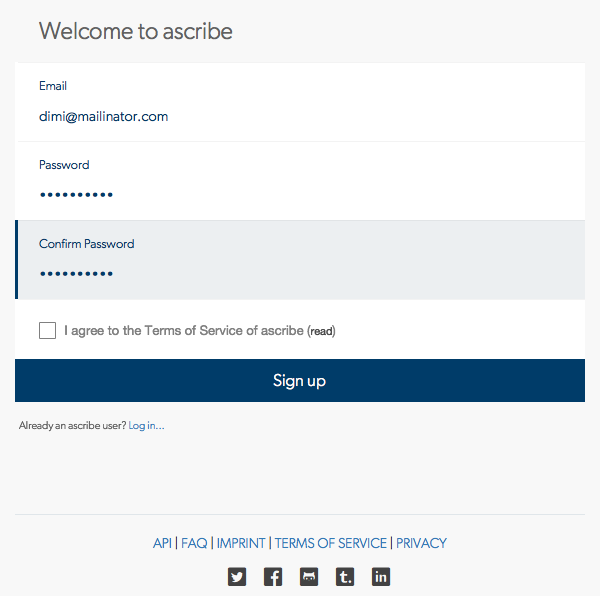 Welcome to ascribe
Email
dimi@mailinator.com
Password
••••••••••
Confirm Password
••••••••••
I agree to the Terms of Service of ascribe (read)
Sign up
Already an ascribe user? Log in...
API | FAQ | IMPRINT | TERMS OF SERVICE | PRIVACY